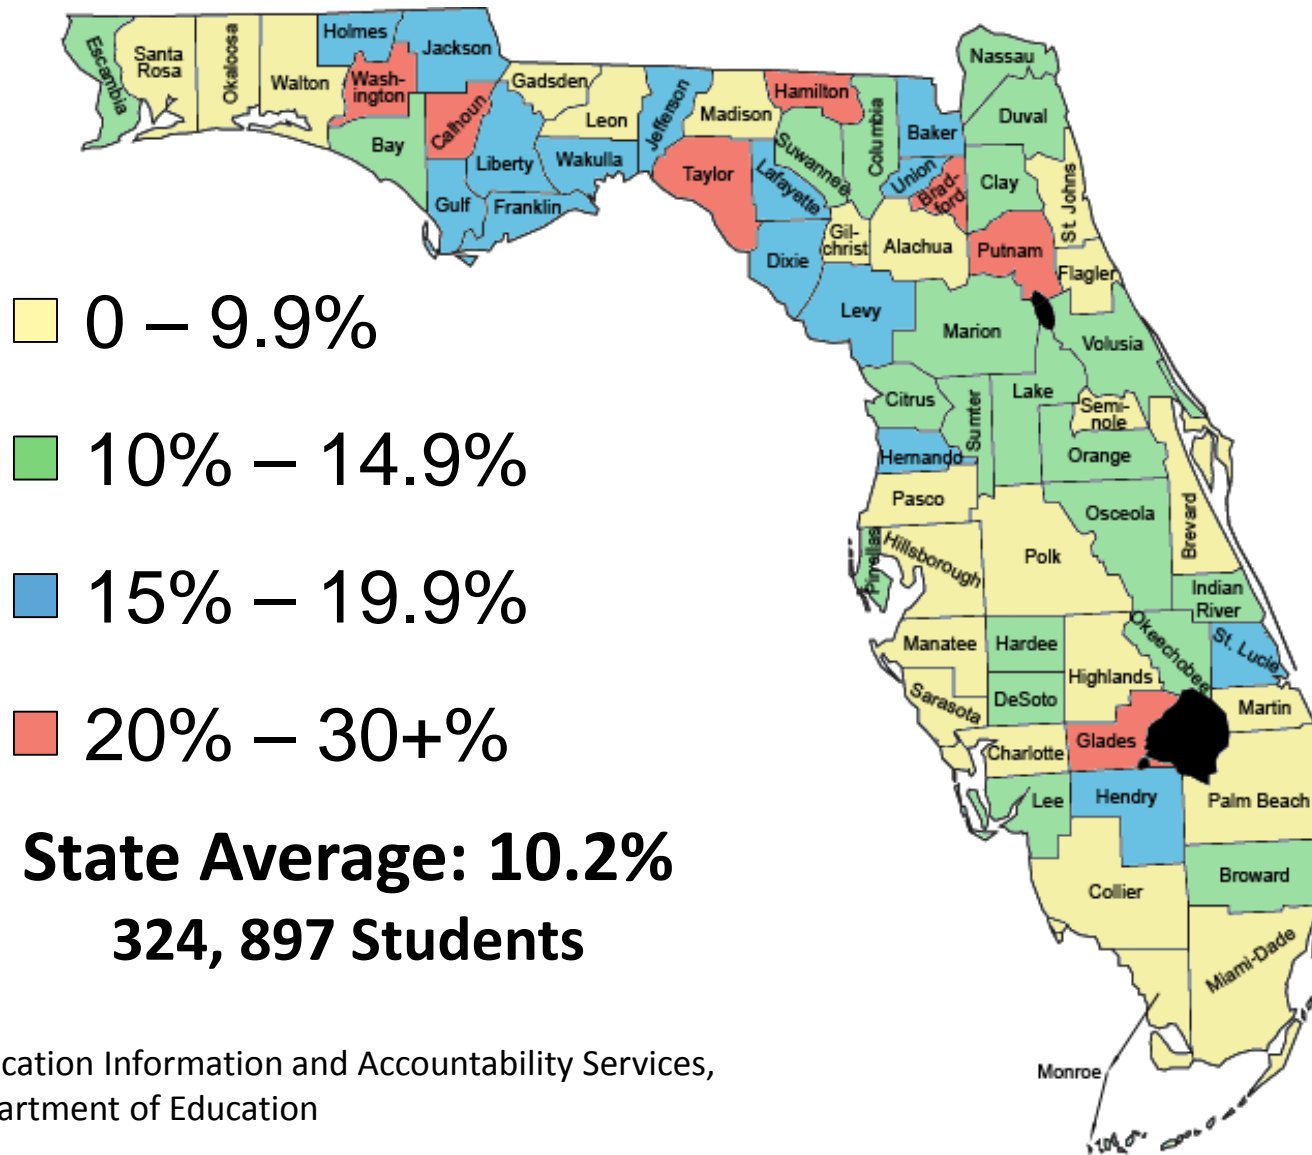 Escambia
Santa
Rosa
Okaloosa
Walton
Holmes
Wash-
ington
Jackson
Bay
Calhoun
Gulf
Liberty
Franklin
Gadsden
Leon
Wakulla
Jefferson
Madison
Taylor
Hamilton
Suwannee
Lafayette
Dixie
Columbia
Gil-
christ
Levy
Baker
Union
Brad-
ford
Alachua
Nassau
Duval
Clay
St. Johns
Putnam
Flagler
Marion
Volusia
Citrus
Sumter
Lake
Semi-
nole
Orange
Hernando
Pasco
Pinellas
Hillsborough
Polk
Osceola
Brevard
Indian
River
Manatee
Hardee
Highlands
Okeechobee
St. Lucie
Sarasota
DeSoto
Martin
Charlotte
Glades
Lee
Hendry
Palm Beach
Collier
Broward
Miami-Dade
Monroe
0 – 9.9%
10% – 14.9%
15% – 19.9%
20% – 30+%
State Average: 10.2%
324, 897 Students
cation Information and Accountability Services,
artment of Education